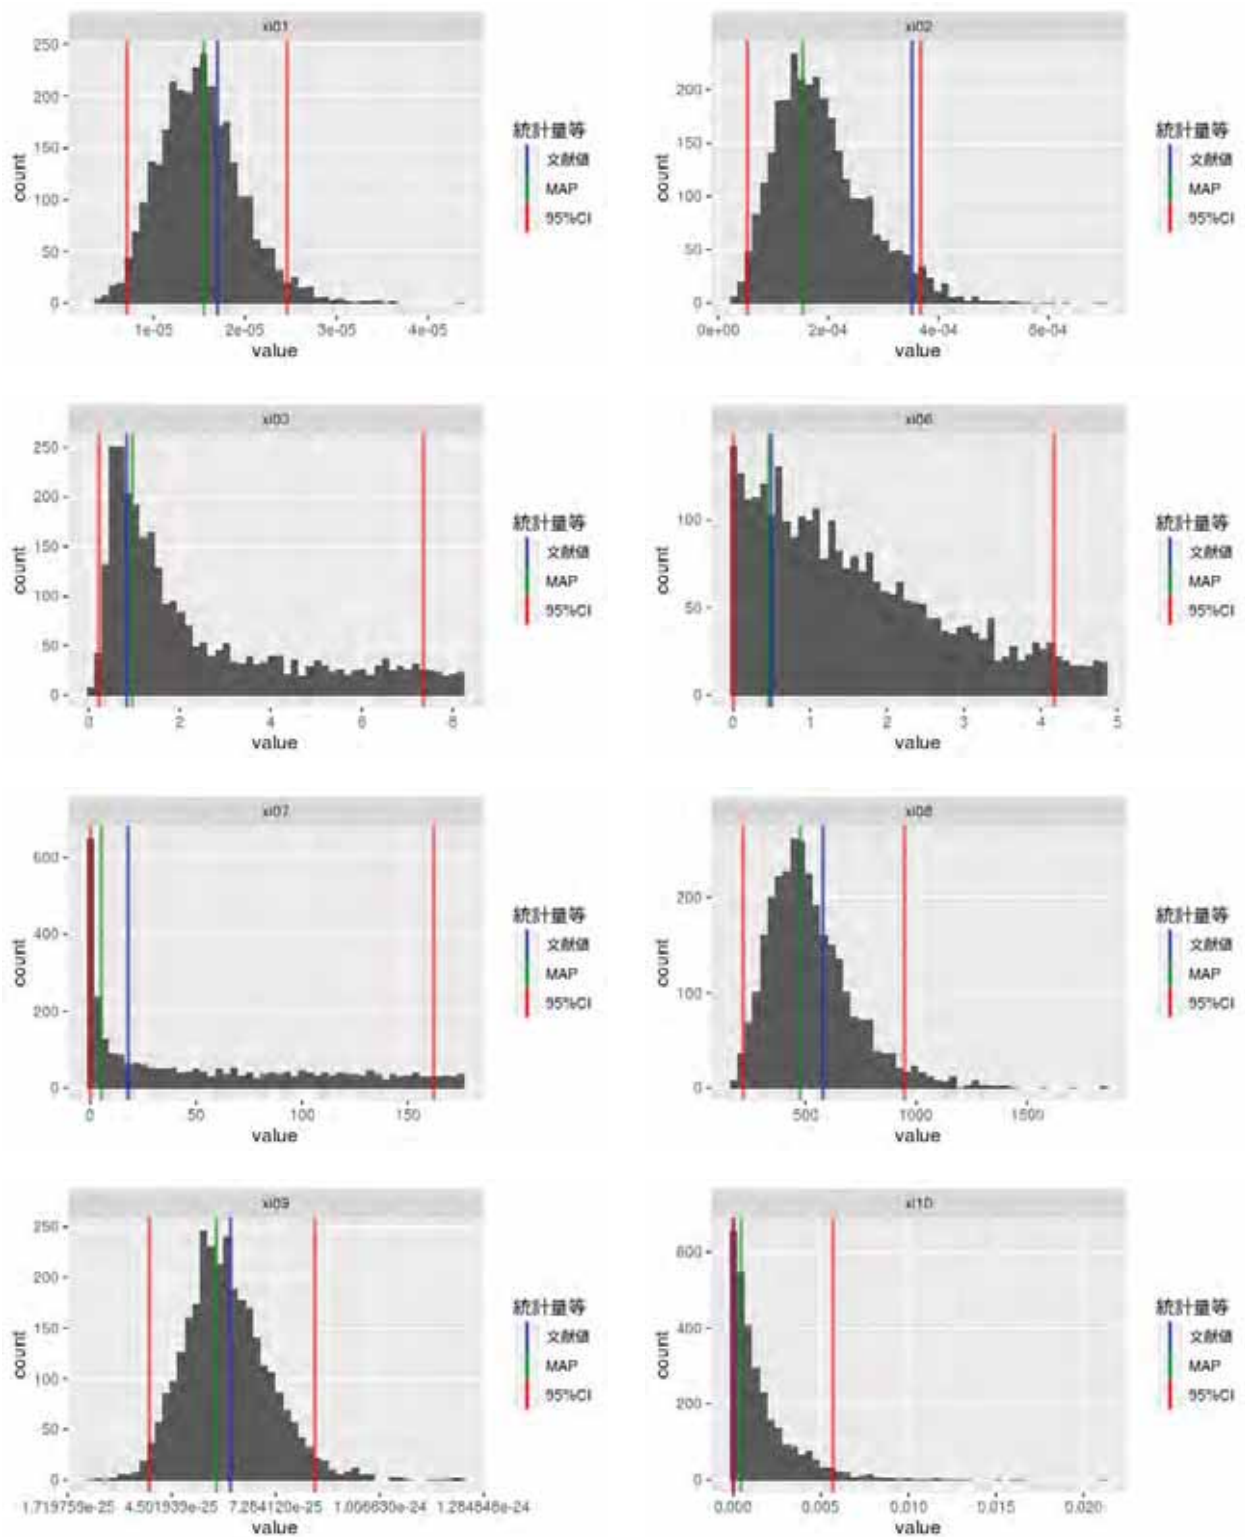 xi01
250
200
150
100
50
0
count
1e-05 2e-05 3e-05 4e-05
value
統計量等
文献値
MAP
95%CI
xi02
200
150
100
50
0
count
0e+00 2e-04 4e-04 6e-04
value
統計量等
文献値
MAP
95%CI
xi03
250
200
150
100
50
0
count
0 2 4 6 8
value
統計量等
文献値
MAP
95%CI
xi06
100
50
0
count
0 1 2 3 4 5
value
統計量等
文献値
MAP
95%CI
xi07
600
400
200
0
count
0 50 100 150
value
統計量等
文献値
MAP
95%CI
xi08
200
100
0
count
500 1000 1500
value
統計量等
文献値
MAP
95%CI
xi09
250
200
150
100
50
0
count
1.719759e-25 4.501939e-25 7.284120e-25 1.006630e-24 1.284848e-24
value
統計量等
文献値
MAP
95%CI
xi10
600
400
200
0
count
0.000 0.005 0.010 0.015 0.020
value
統計量等
文献値
MAP
95%CI